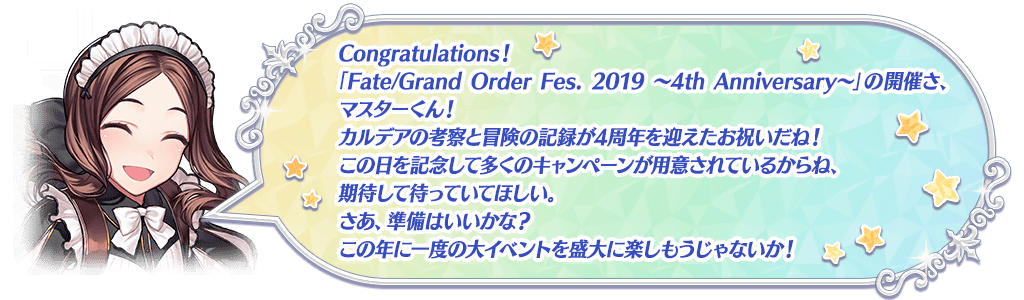 Congratulations!
「Fate/Grand Order Fes. 2019 ～4th Anniversary～」の開催さ、
マスターくん!
カルデアの考察と冒険の記録が4周年を迎えたお祝いだね!
この日を記念して多くのキャンペーンが用意されているからね、
期待して待っていてほしい。
さあ、準備はいいかな?
この年に一度の大イベントを盛大に楽しもうじゃないか!